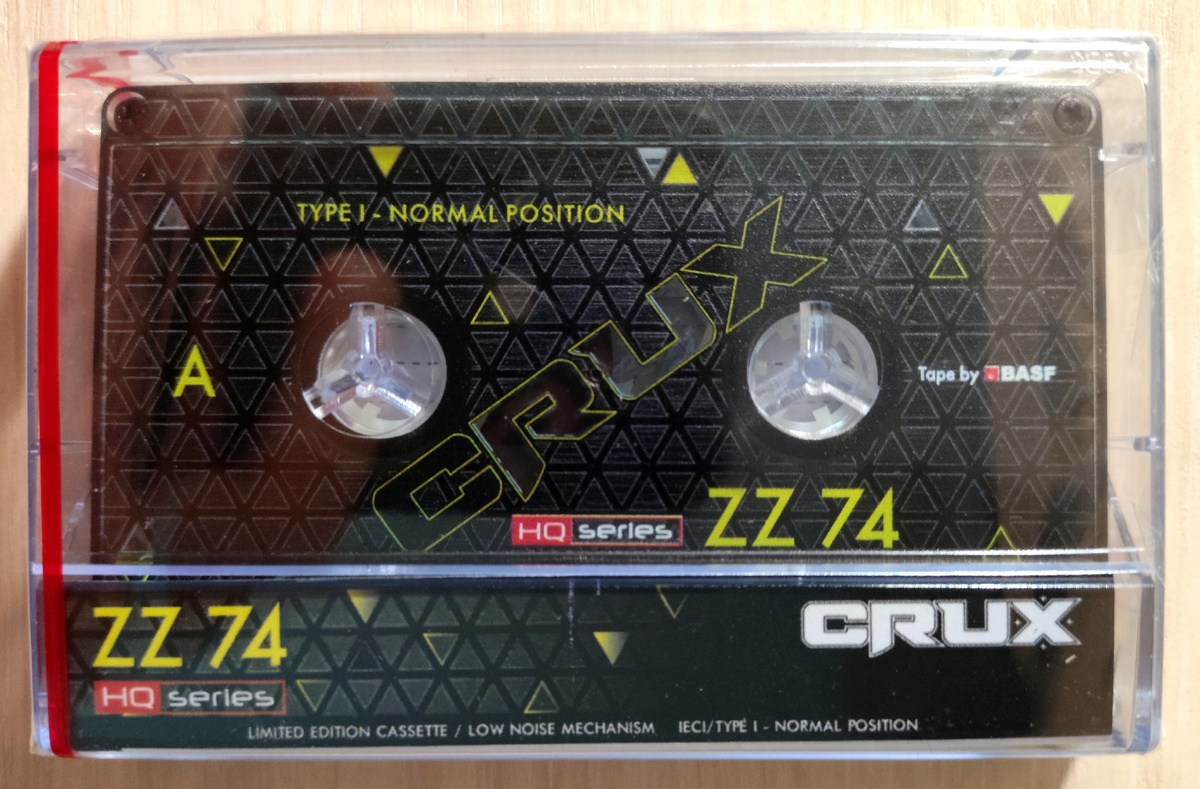 TYPE I - NORMAL POSITION
CRUX
A
Tape by BASF
HQ series
ZZ 74
ZZ 74
CRUX
HQ series
LIMITED EDITION CASSETTE / LOW NOISE MECHANISM IECI/TYPE I - NORMAL POSITION